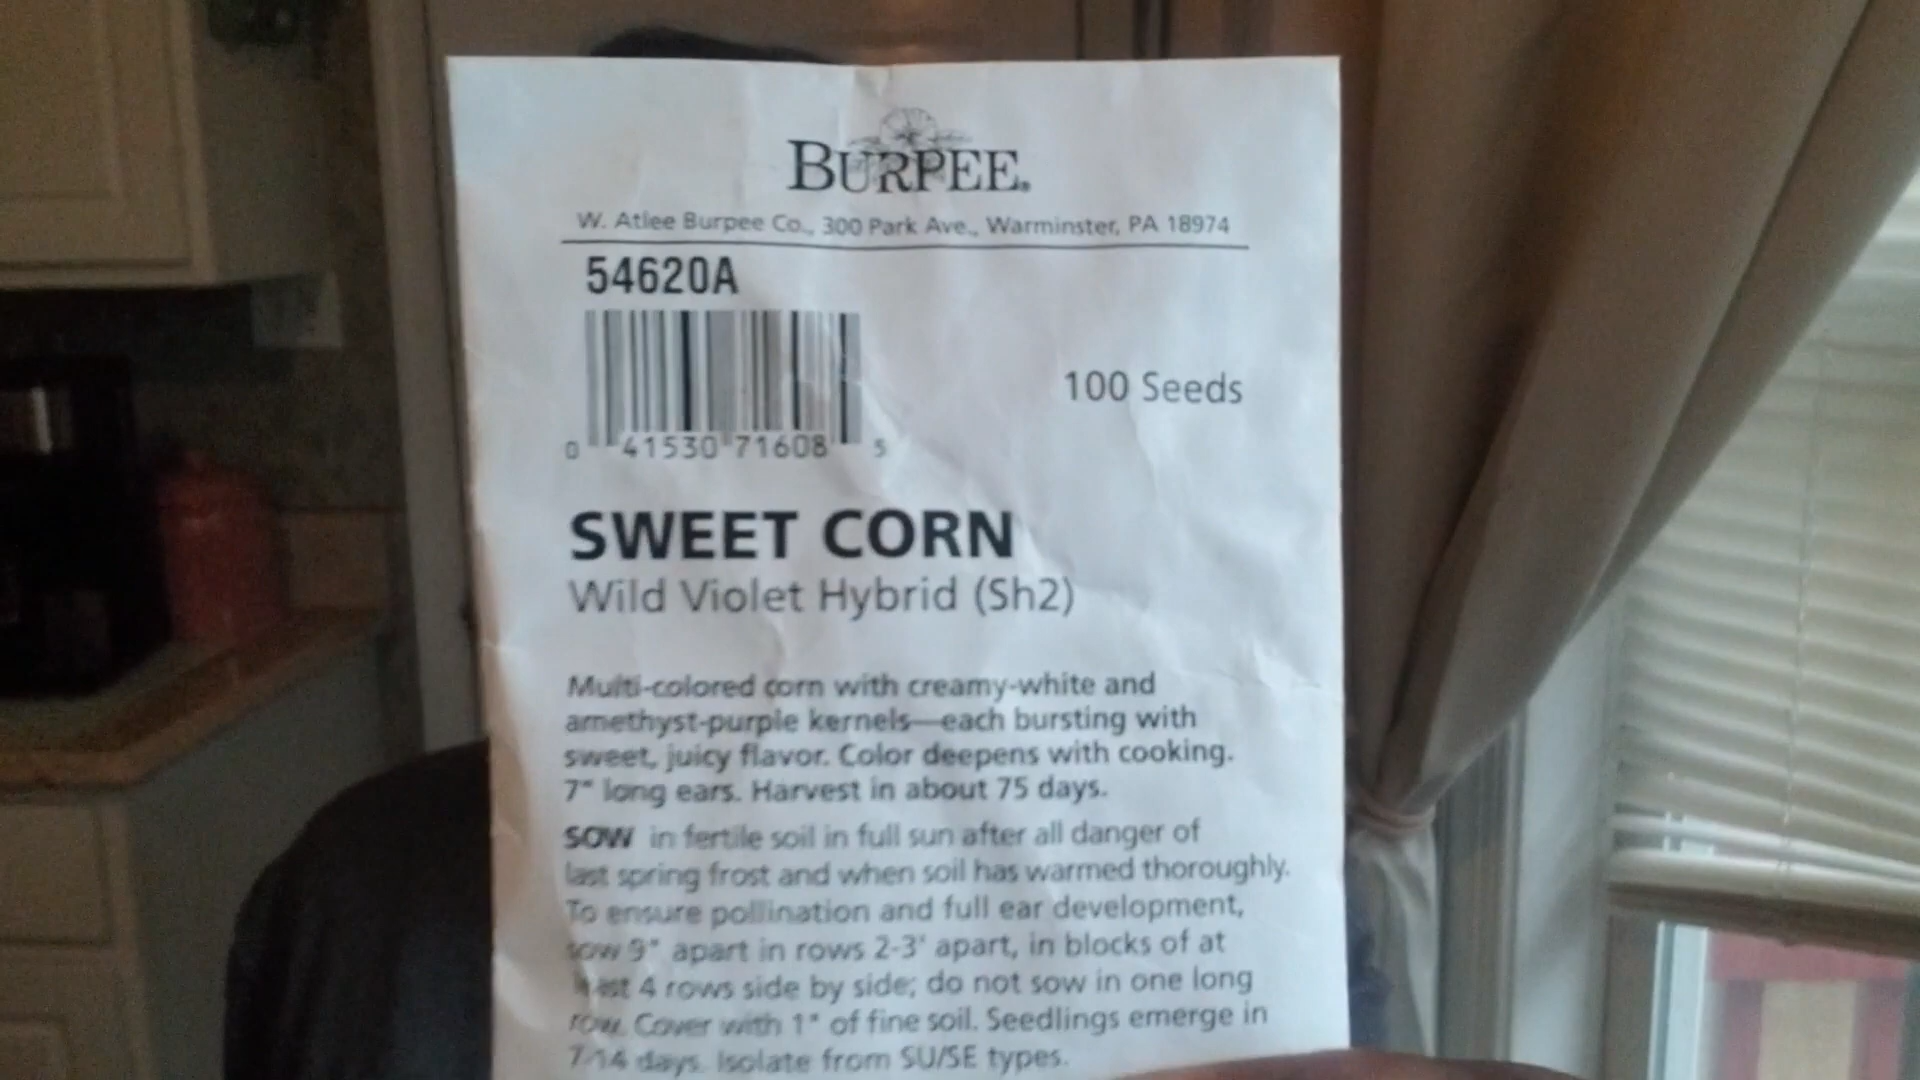 BURPEE®
W. Atlee Burpee Co., 300 Park Ave., Warminster, PA 18974
54620A
100 Seeds
0 41530 71608 5
SWEET CORN
Wild Violet Hybrid (Sh2)
Multi-colored corn with creamy-white and
amethyst-purple kernels—each bursting with
sweet, juicy flavor. Color deepens with cooking.
7" long ears. Harvest in about 75 days.
SOW in fertile soil in full sun after all danger of
last spring frost and when soil has warmed thoroughly.
To ensure pollination and full ear development,
sow 9" apart in rows 2-3' apart, in blocks of at
least 4 rows side by side; do not sow in one long
row. Cover with 1" of fine soil. Seedlings emerge in
7-14 days. Isolate from SU/SE types.